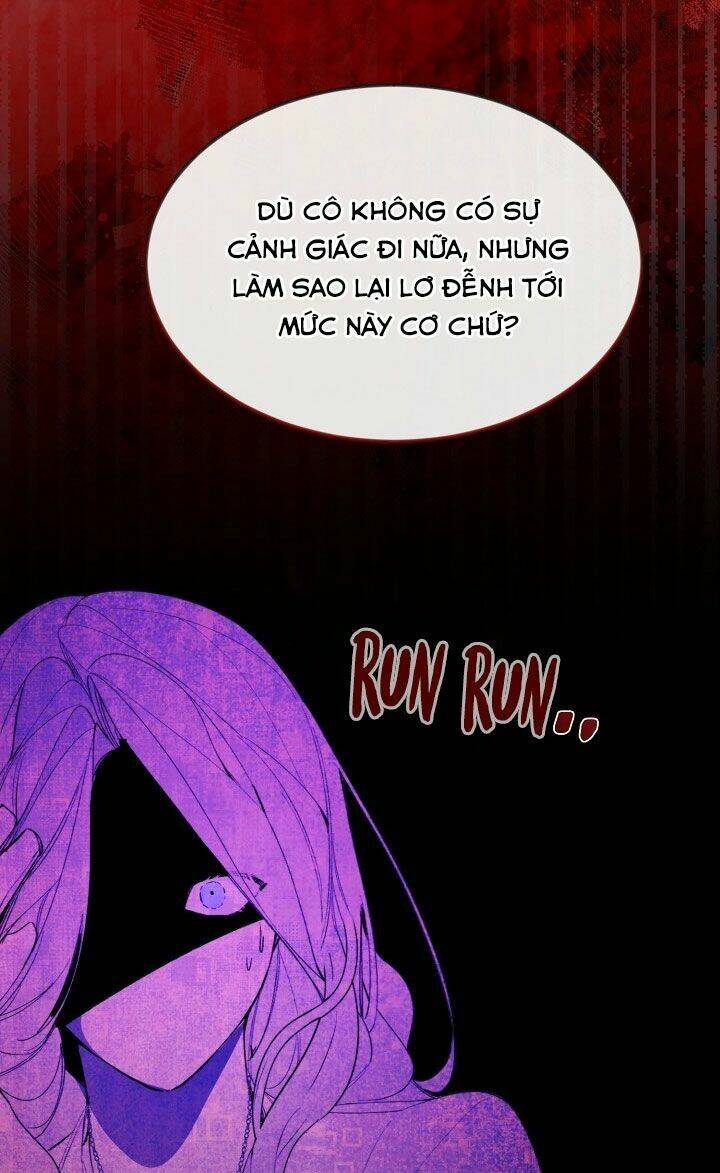 DÙ CÔ KHÔNG CÓ SỰ
CẢNH GIÁC ĐI NỮA, NHƯNG
LÀM SAO LẠI LƠ ĐỄNH TỚI
MỨC NÀY CƠ CHỨ?
RUN RUN..